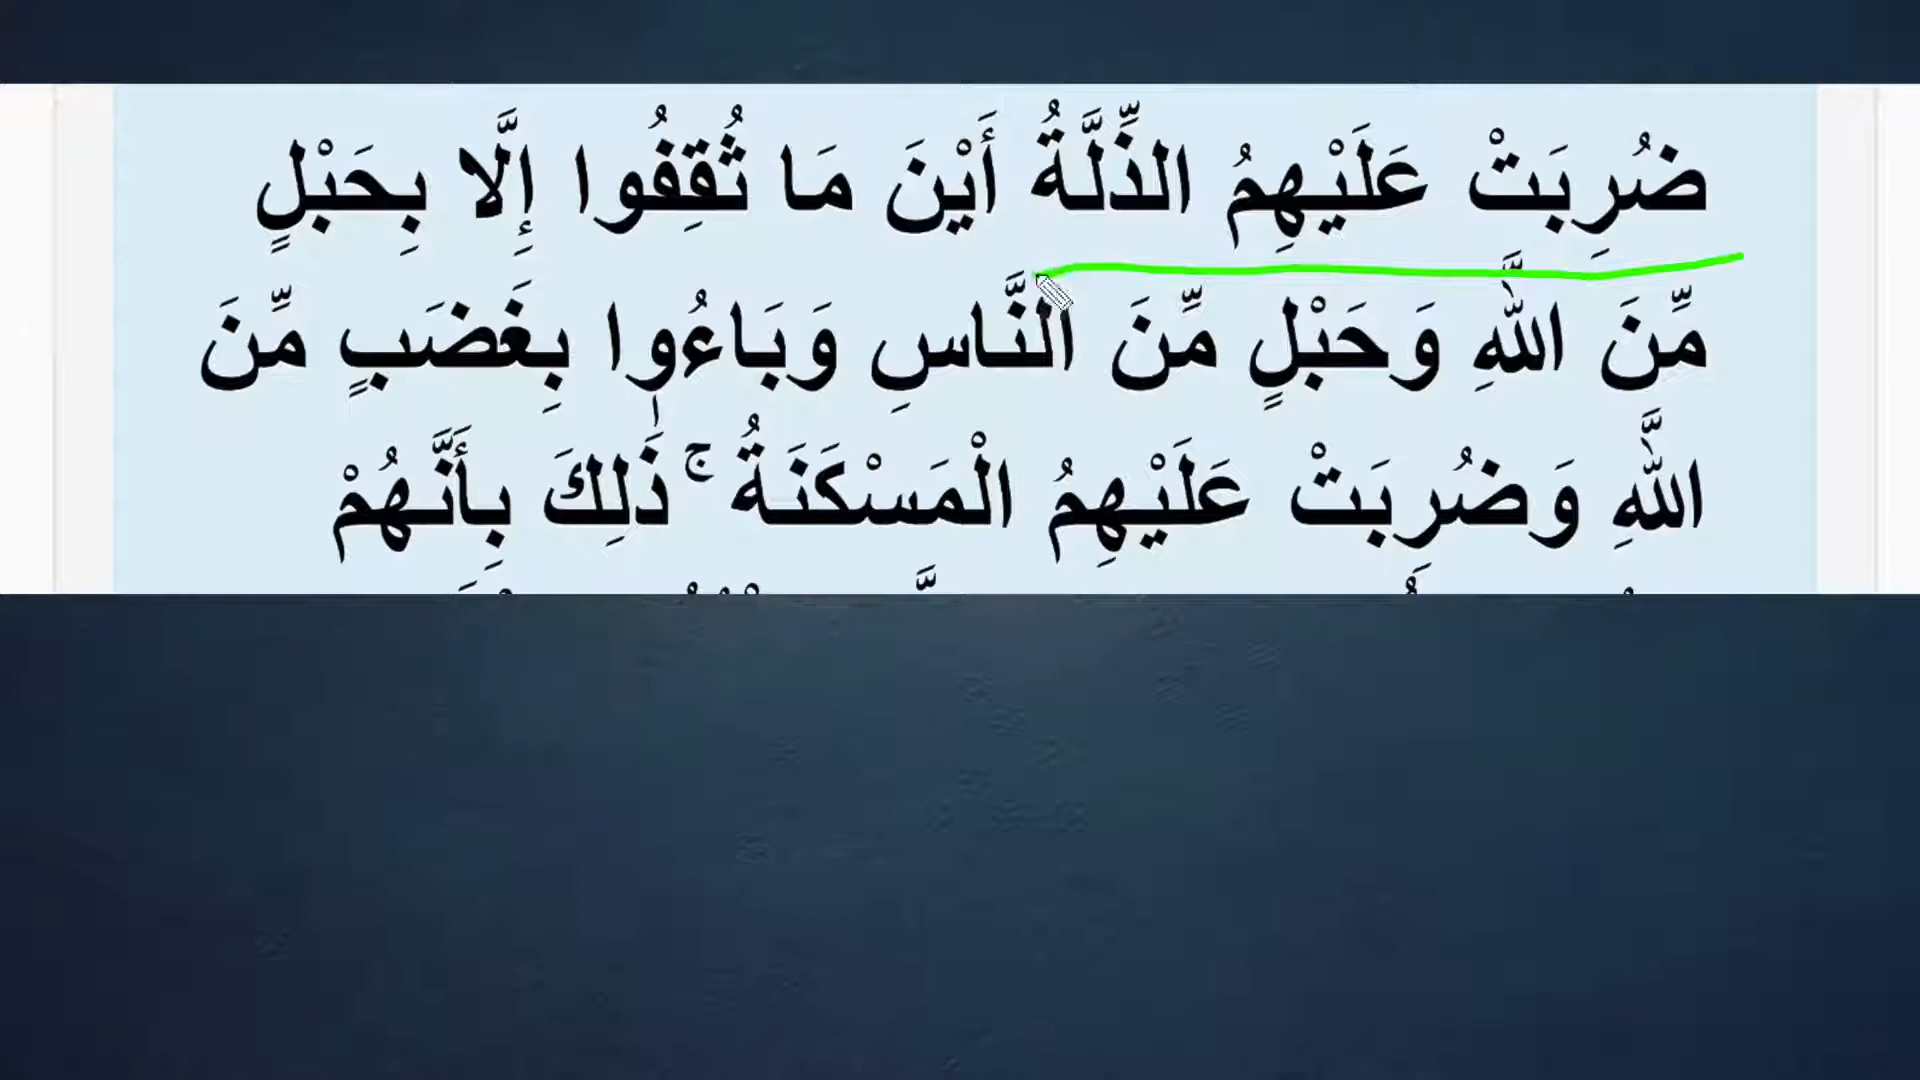 ضُرِبَتْ عَلَيْهِمُ الذِّلَّةُ أَيْنَ مَا ثُقِفُوا إِلَّا بِحَبْلٍ
مِّنَ اللَّهِ وَحَبْلٍ مِّنَ النَّاسِ وَبَاءُوا بِغَضَبٍ مِّنَ
اللَّهِ وَضُرِبَتْ عَلَيْهِمُ الْمَسْكَنَةُ ۚ ذَٰلِكَ بِأَنَّهُمْ